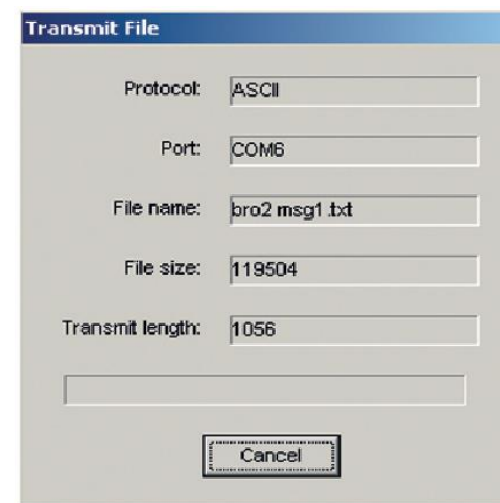 Transmit File
Protocol: ASCII
Port: COM6
File name: bro2 msg1.txt
File size: 119504
Transmit length: 1056
Cancel